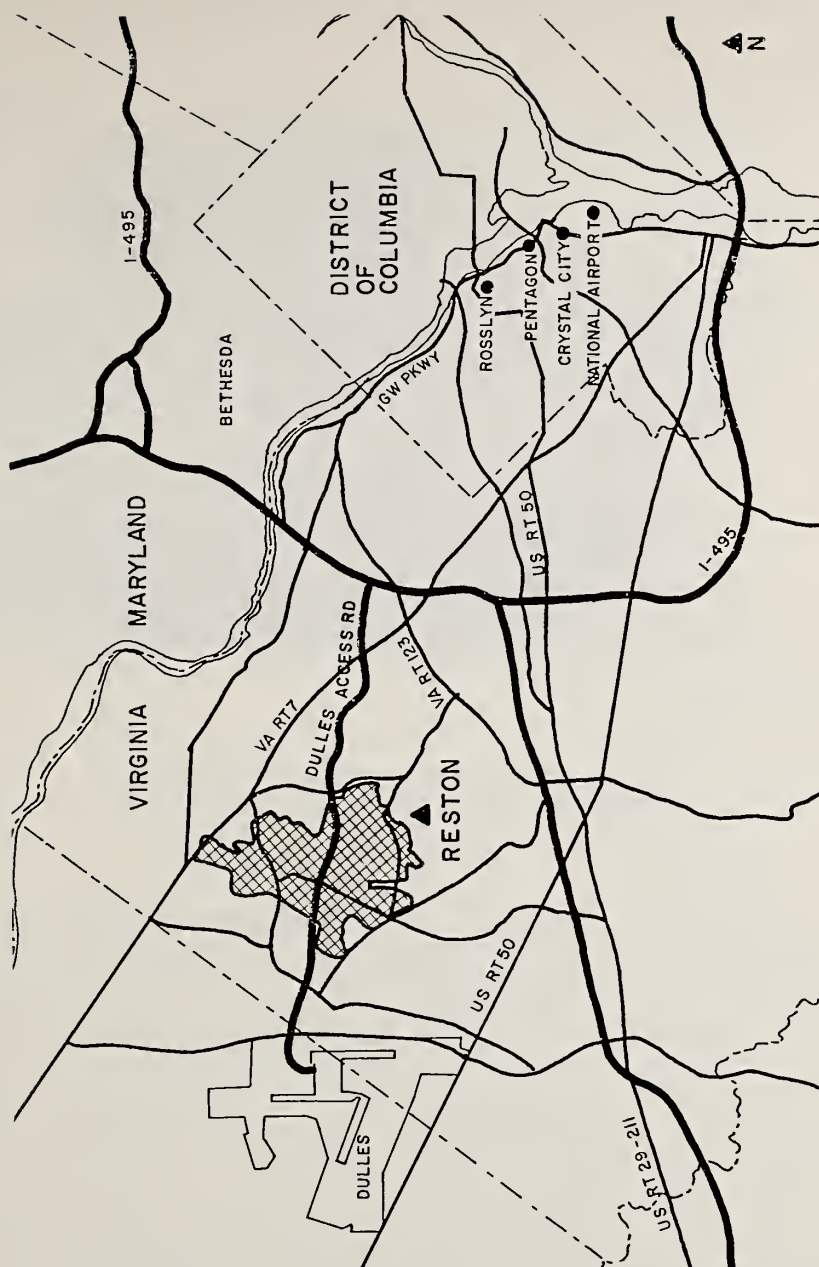 I-495
N
DISTRICT
OF
COLUMBIA
BETHESDA
ROSSLYN
PENTAGON
CRYSTAL CITY
NATIONAL AIRPORT
GW PKWY
MARYLAND
US RT 50
I-495
VIRGINIA
VA RT 7
DULLES ACCESS RD
VA RT 123
RESTON
US RT 50
DULLES
US RT 29-211